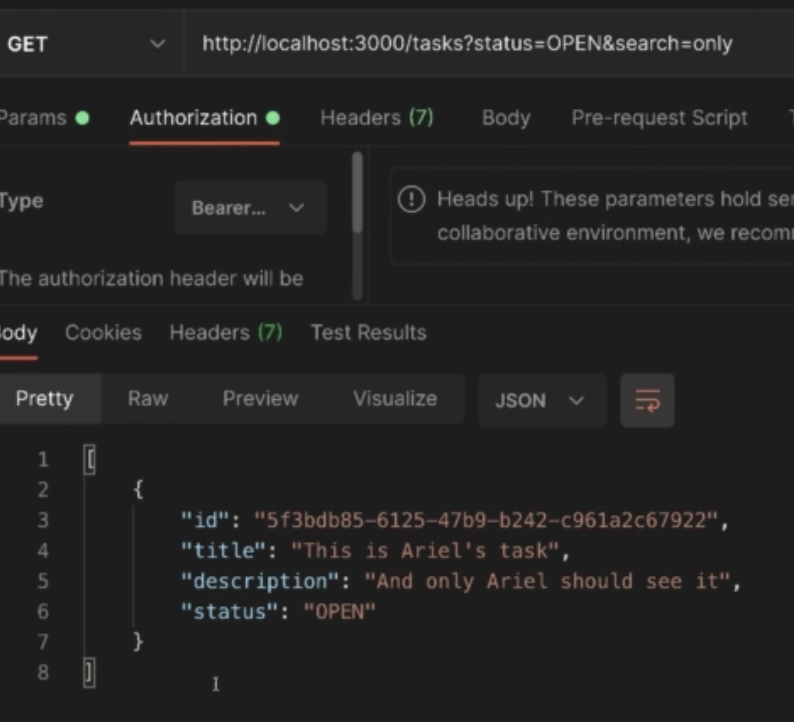 GET http://localhost:3000/tasks?status=OPEN&search=only
Params Authorization Headers (7) Body Pre-request Script
Type Bearer... Heads up! These parameters hold
collaborative environment, we
The authorization header will be
Body Cookies Headers (7) Test Results
Pretty Raw Preview Visualize JSON
1 [
2 {
3 "id": "5f3bdb85-6125-47b9-b242-c961a2c67922",
4 "title": "This is Ariel's task",
5 "description": "And only Ariel should see it",
6 "status": "OPEN"
7 }
8 ]